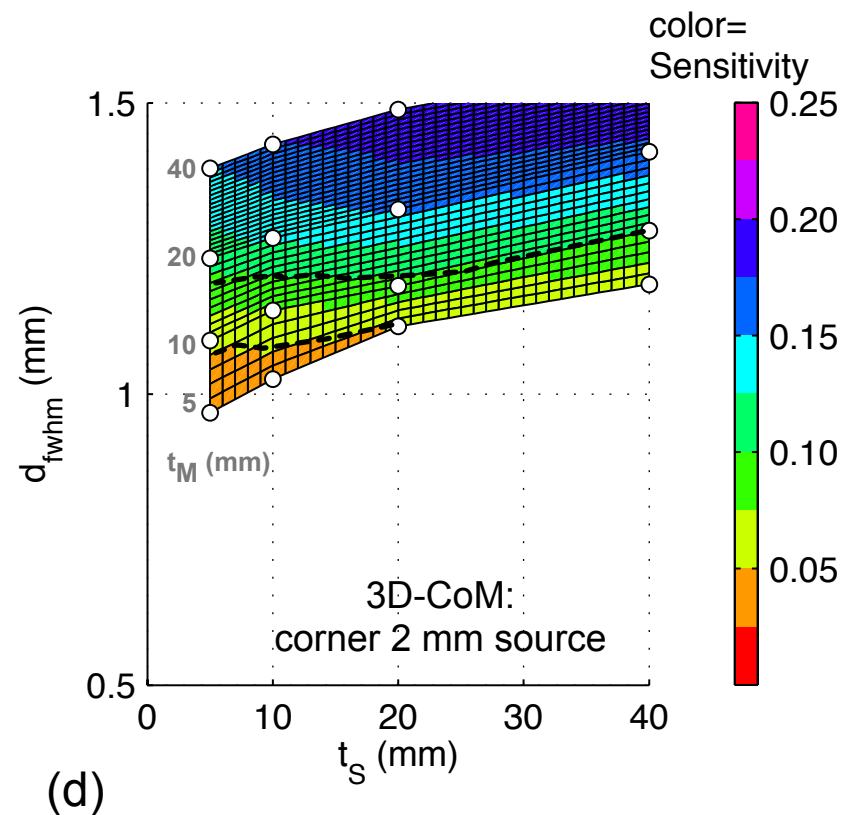 color=
Sensitivity
1.5
0.25
40
0.20
20
0.15
10
1
5
0.10
d_fwhm (mm)
t_M (mm)
0.05
3D-CoM:
corner 2 mm source
0.5
0 10 20 30 40
t_S (mm)
(d)